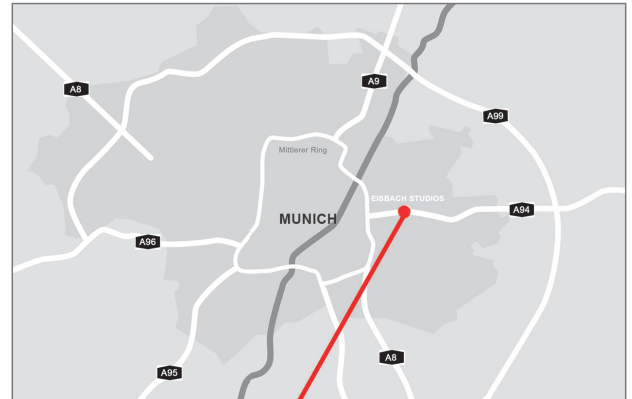 A8
A9
A99
Mittlerer Ring
EISBACH STUDIOS
MUNICH
A94
A96
A8
A95